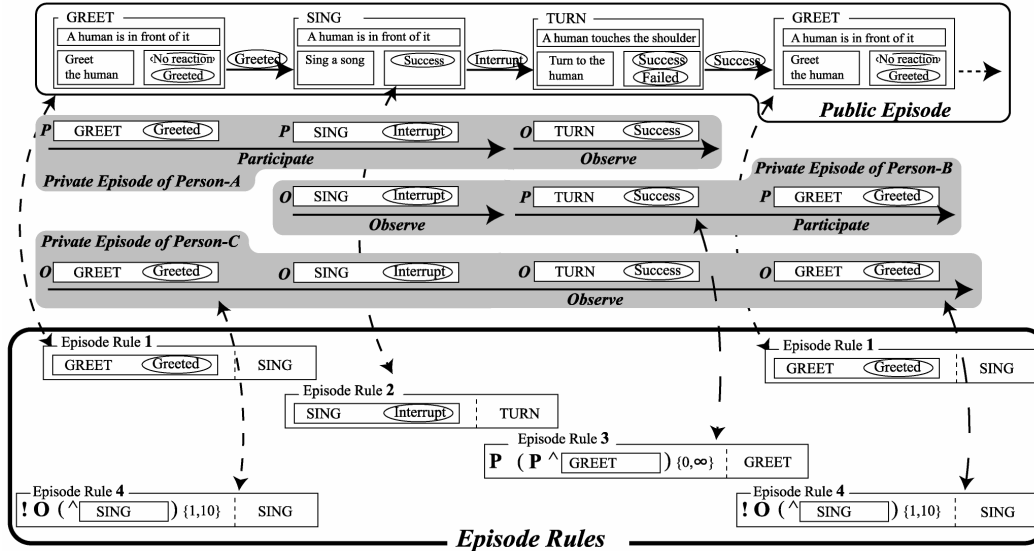 GREET
A human is in front of it
Greet
the human
No reaction
Greeted
Greeted
SING
A human is in front of it
Sing a song
Success
Interrupt
TURN
A human touches the shoulder
Turn to the
human
Success
Failed
Success
GREET
A human is in front of it
Greet
the human
No reaction
Greeted
Public Episode
P GREET Greeted P SING Interrupt O TURN Success
Participate Observe
Private Episode of Person-A
Private Episode of Person-B
O SING Interrupt P TURN Success P GREET Greeted
Observe Participate
Private Episode of Person-C
O GREET Greeted O SING Interrupt O TURN Success O GREET Greeted
Observe
Episode Rule 1
GREET Greeted SING
Episode Rule 1
GREET Greeted SING
Episode Rule 2
SING Interrupt TURN
Episode Rule 3
P ( P ^ GREET ) {0,∞} GREET
Episode Rule 4
! O ( ^ SING ) {1,10} SING
Episode Rule 4
! O ( ^ SING ) {1,10} SING
Episode Rules